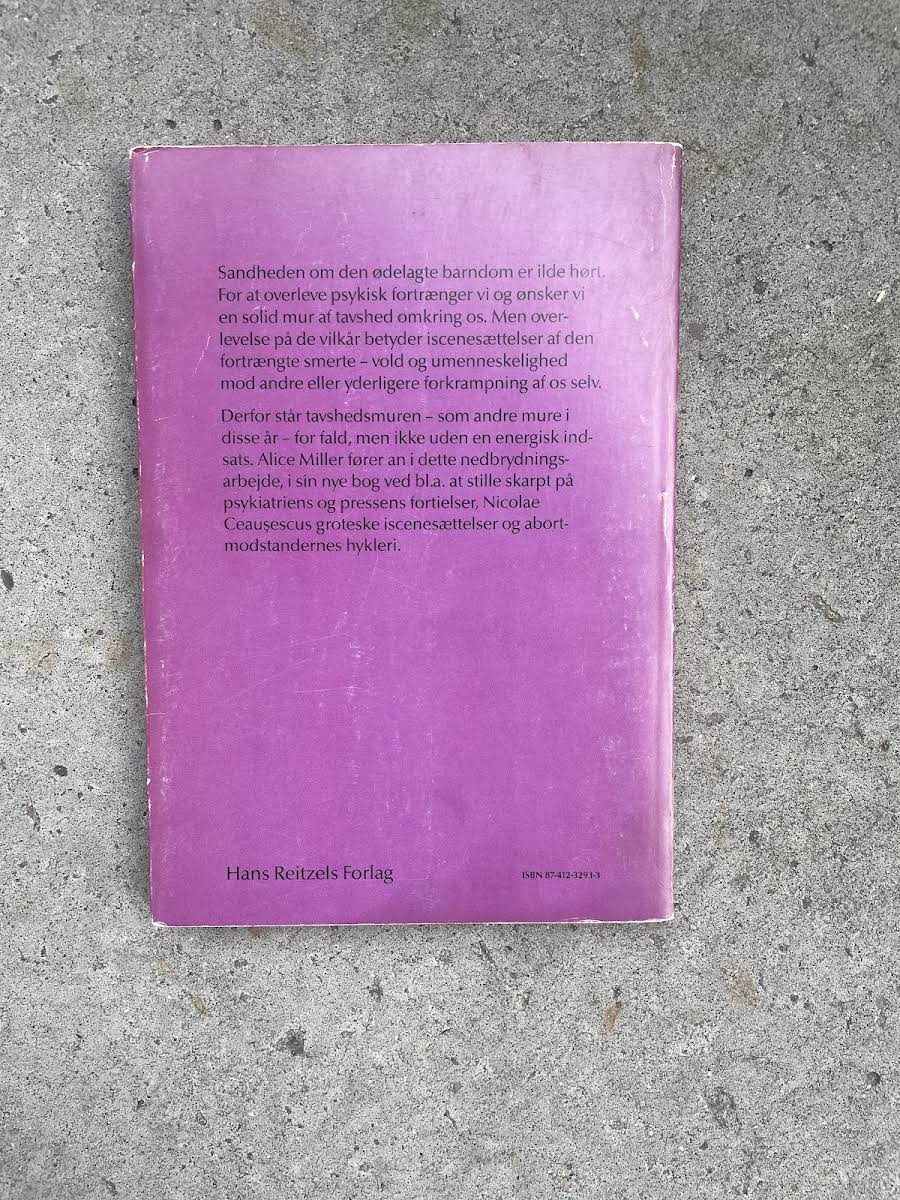 Sandheden om den ødelagte barndom er ilde hørt.
For at overleve psykisk fortrænger vi og ønsker vi
en solid mur af tavshed omkring os. Men over-
levelse på de vilkår betyder iscenesættelser af den
fortrængte smerte – vold og umenneskelighed
mod andre eller yderligere forkrampning af os selv.
Derfor står tavshedsmuren – som andre mure i
disse år – for fald, men ikke uden en energisk ind-
sats. Alice Miller fører an i dette nedbrydnings-
arbejde, i sin nye bog ved bl.a. at stille skarpt på
psykiatriens og pressens fortielser, Nicolae
Ceauşescus groteske iscenesættelser og abort-
modstandernes hykleri.
Hans Reitzels Forlag
ISBN 87-412-3293-3